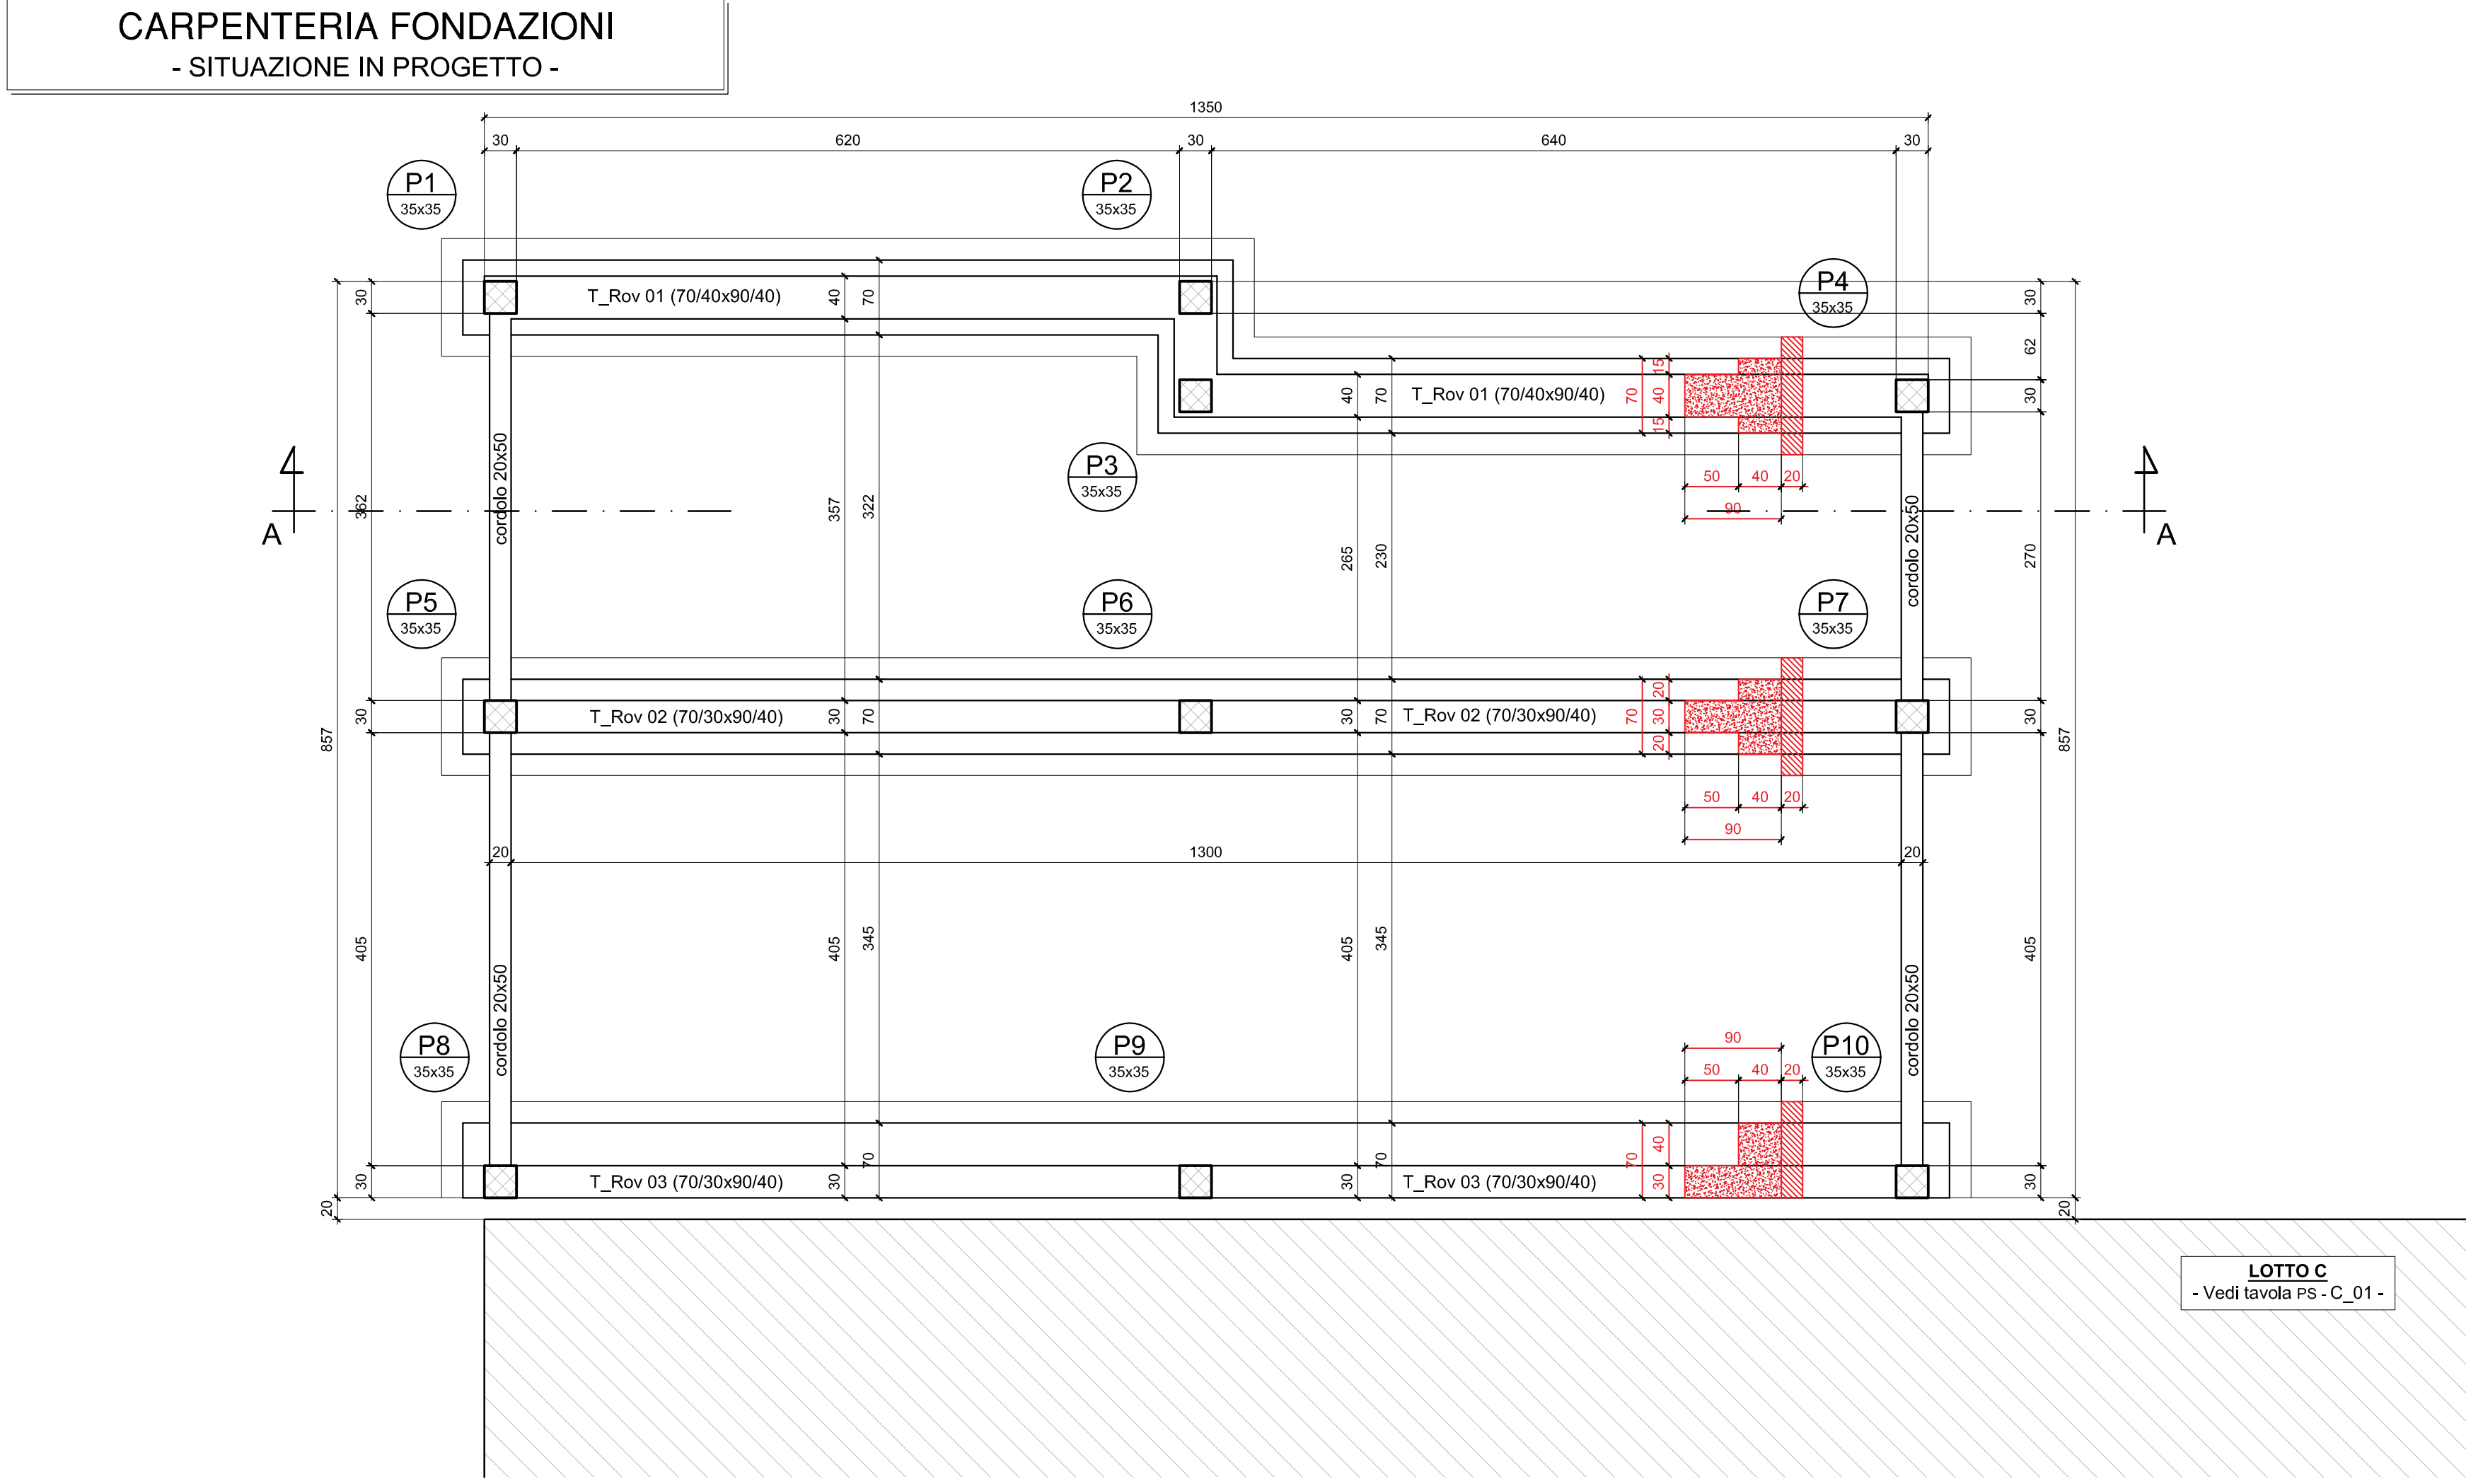 CARPENTERIA FONDAZIONI
- SITUAZIONE IN PROGETTO -
1350
30 620 30 640 30
P1
35x35
P2
35x35
P4
35x35
T_Rov 01 (70/40x90/40)
T_Rov 01 (70/40x90/40)
30
40
70
30
62
30
15
40
15
70
40
70
50 40 20
90
P3
35x35
cordolo 20x50
cordolo 20x50
A
A
362
357
322
265
230
270
P5
35x35
P6
35x35
P7
35x35
T_Rov 02 (70/30x90/40)
T_Rov 02 (70/30x90/40)
30
30
70
30
70
70
20
30
20
30
857
857
50 40 20
90
20 1300 20
405
405
345
405
345
405
cordolo 20x50
cordolo 20x50
P8
35x35
P9
35x35
P10
35x35
90
50 40 20
T_Rov 03 (70/30x90/40)
T_Rov 03 (70/30x90/40)
30
30
70
30
70
70
40
30
30
20
20
LOTTO C
- Vedi tavola PS - C_01 -